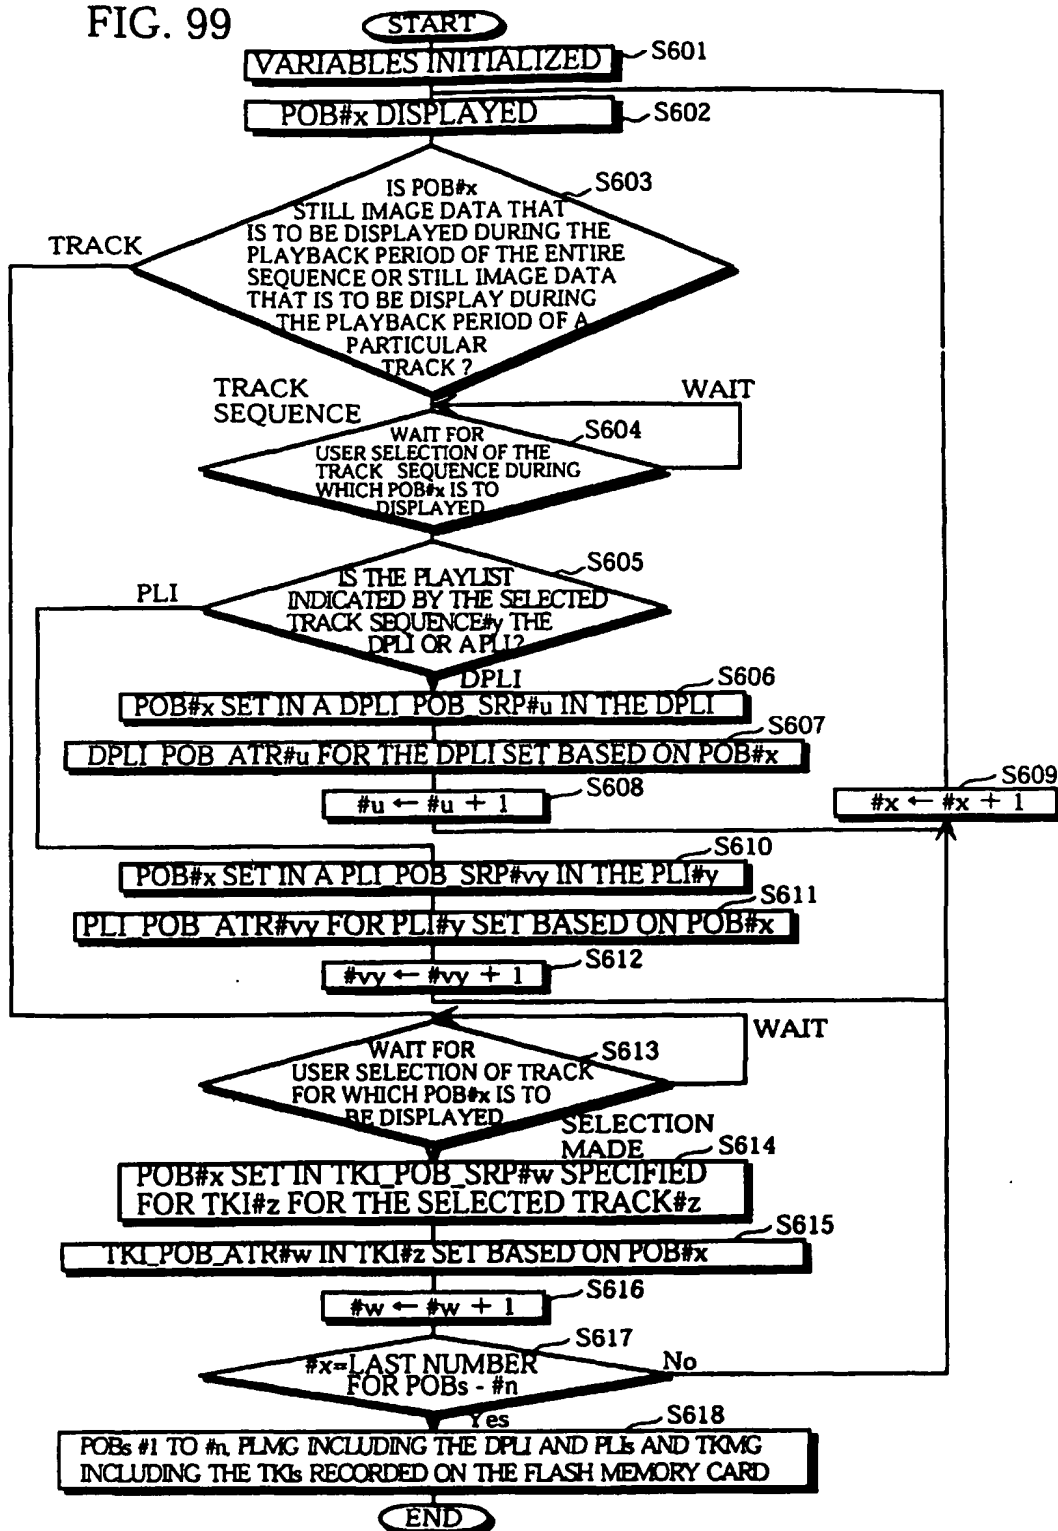 FIG. 99
START
VARIABLES INITIALIZED
S601
POB#x DISPLAYED
S602
S603
IS POB#x
STILL IMAGE DATA THAT
IS TO BE DISPLAYED DURING THE
PLAYBACK PERIOD OF THE ENTIRE
SEQUENCE OR STILL IMAGE DATA
THAT IS TO BE DISPLAY DURING
THE PLAYBACK PERIOD OF A
PARTICULAR
TRACK ?
TRACK
TRACK
SEQUENCE
WAIT
S604
WAIT FOR
USER SELECTION OF THE
TRACK SEQUENCE DURING
WHICH POB#x IS TO
DISPLAYED
S605
IS THE PLAYLIST
INDICATED BY THE SELECTED
TRACK SEQUENCE#y THE
DPLI OR A PLI?
PLI
DPLI
S606
POB#x SET IN A DPLI_POB_SRP#u IN THE DPLI
S607
DPLI_POB_ATR#u FOR THE DPLI SET BASED ON POB#x
S608
#u ← #u + 1
S609
#x ← #x + 1
S610
POB#x SET IN A PLI_POB_SRP#vy IN THE PLI#y
S611
PLI_POB_ATR#vy FOR PLI#y SET BASED ON POB#x
S612
#vy ← #vy + 1
WAIT
S613
WAIT FOR
USER SELECTION OF TRACK
FOR WHICH POB#x IS TO
BE DISPLAYED
SELECTION
MADE
S614
POB#x SET IN TKI_POB_SRP#w SPECIFIED
FOR TKI#z FOR THE SELECTED TRACK#z
S615
TKI_POB_ATR#w IN TKI#z SET BASED ON POB#x
S616
#w ← #w + 1
S617
#x=LAST NUMBER
FOR POBs - #n
No
Yes
S618
POBs #1 TO #n, PLMG INCLUDING THE DPLI AND PLIs AND TKMG
INCLUDING THE TKIs RECORDED ON THE FLASH MEMORY CARD
END